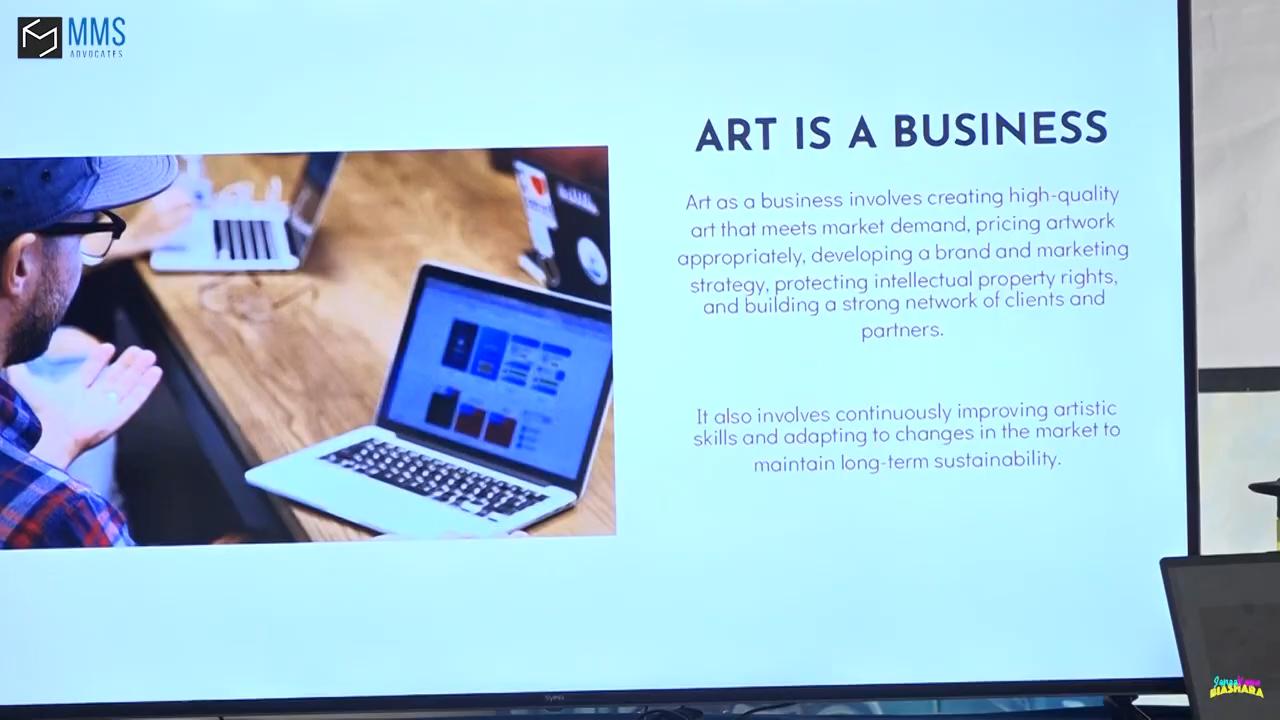 MMS
ADVOCATES
ART IS A BUSINESS
Art as a business involves creating high-quality
art that meets market demand, pricing artwork
appropriately, developing a brand and marketing
strategy, protecting intellectual property rights,
and building a strong network of clients and
partners.
It also involves continuously improving artistic
skills and adapting to changes in the market to
maintain long-term sustainability.
BIASHARA